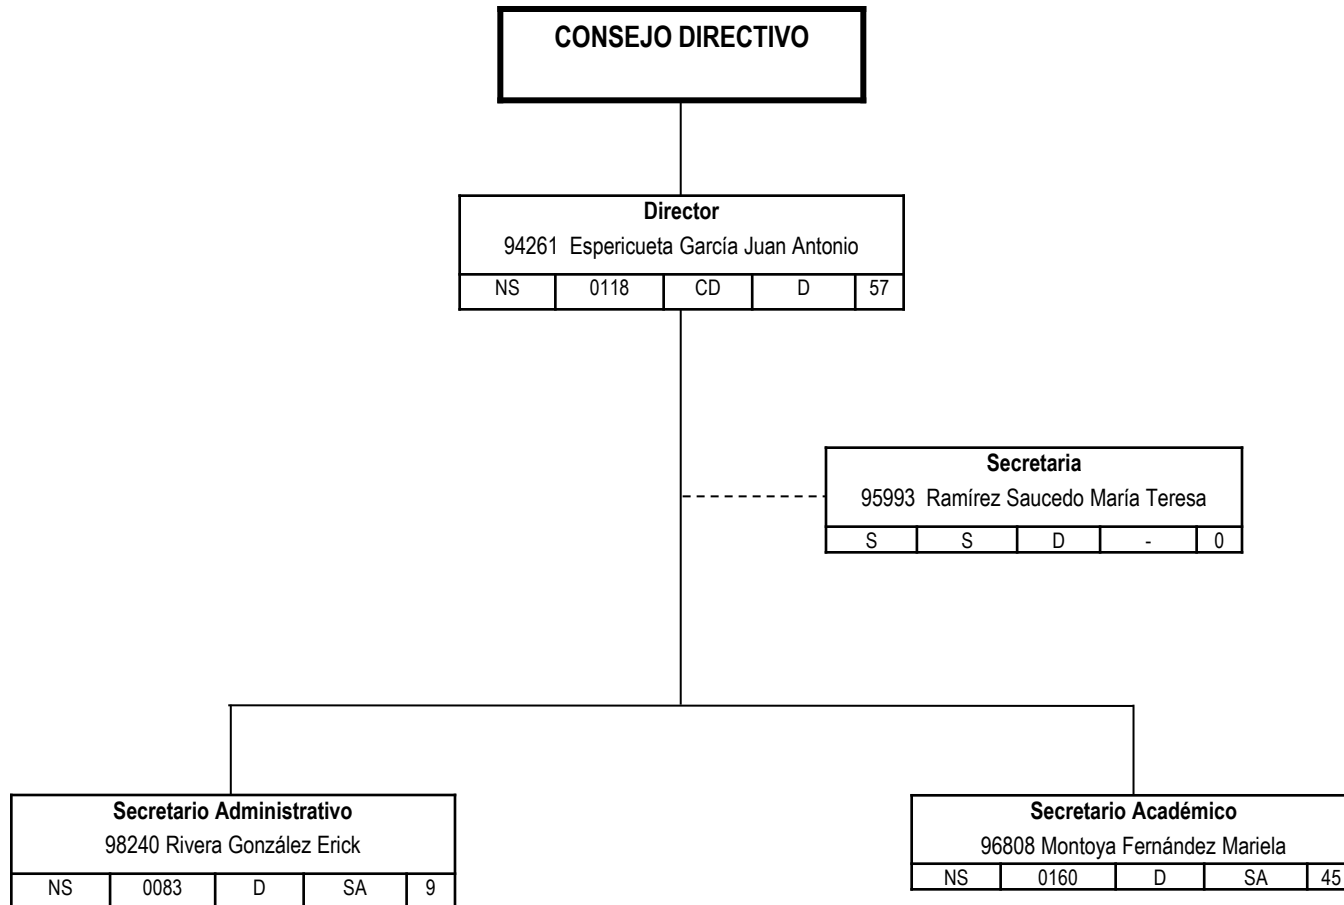 CONSEJO DIRECTIVO
Director
94261 Espericueta García Juan Antonio
NS 0118 CD D 57
Secretaria
95993 Ramírez Saucedo María Teresa
S S D - 0
Secretario Administrativo
98240 Rivera González Erick
NS 0083 D SA 9
Secretario Académico
96808 Montoya Fernández Mariela
NS 0160 D SA 45